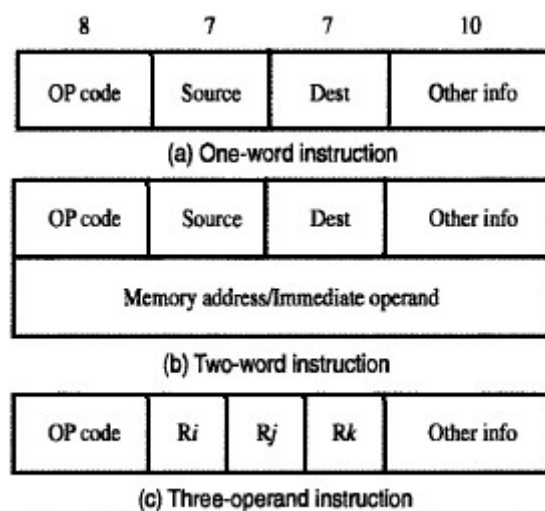 8 7 7 10
OP code Source Dest Other info
(a) One-word instruction
OP code Source Dest Other info
Memory address/Immediate operand
(b) Two-word instruction
OP code Ri Rj Rk Other info
(c) Three-operand instruction